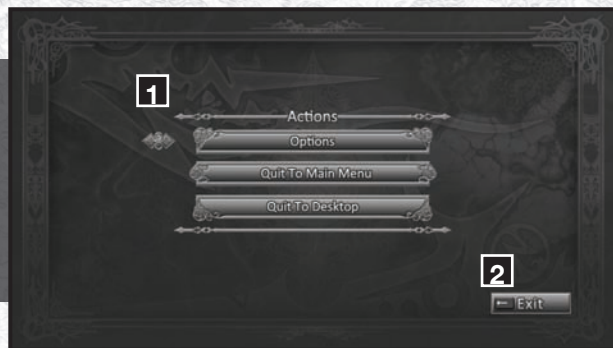 1
Actions
Options
Quit To Main Menu
Quit To Desktop
2
Exit